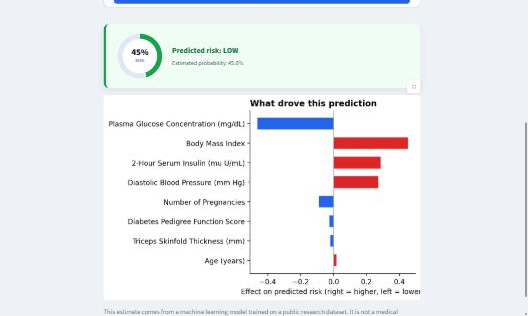 45%
Predicted risk: LOW
Estimated probability: 45.0%
What drove this prediction
Plasma Glucose Concentration (mg/dL)
Body Mass Index
2-Hour Serum Insulin (mu U/mL)
Diastolic Blood Pressure (mm Hg)
Number of Pregnancies
Diabetes Pedigree Function Score
Triceps Skinfold Thickness (mm)
Age (years)
−0.4 −0.2 0.0 0.2 0.4
Effect on predicted risk (right = higher, left = lower
This estimate comes from a machine learning model trained on a public research dataset. It is not a medical